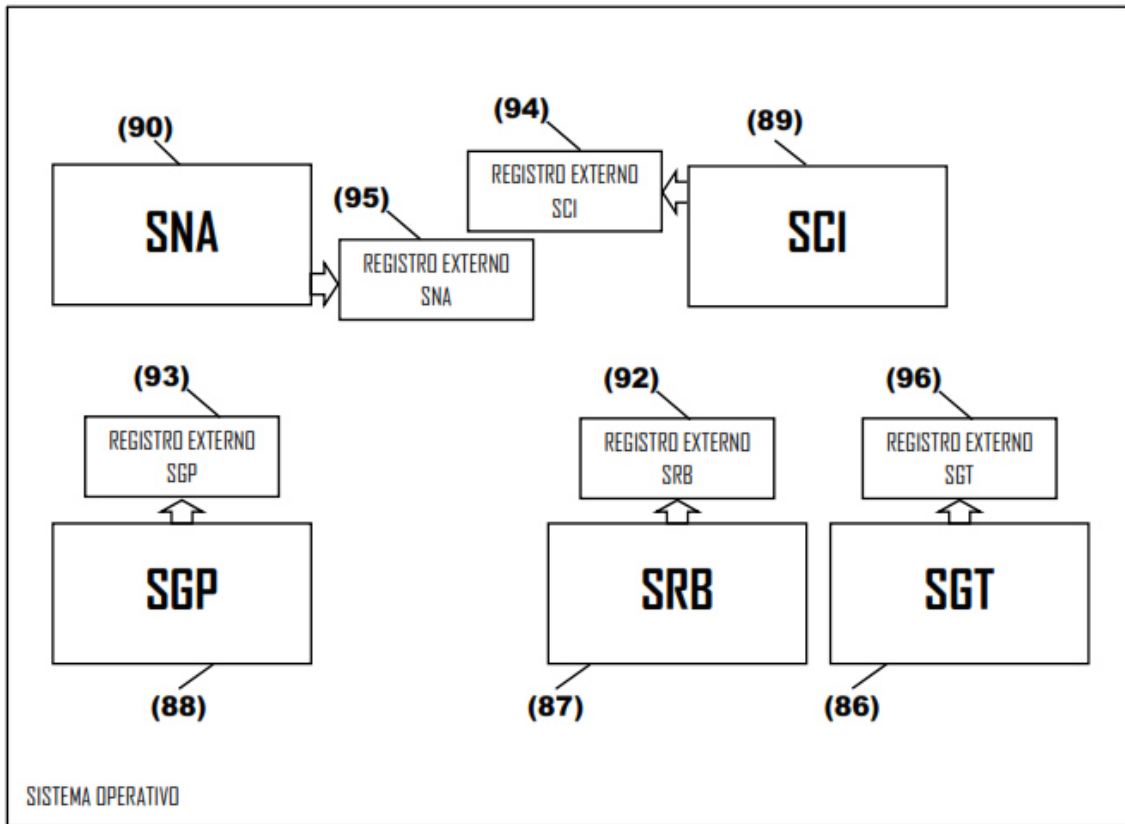 (90)
(94)
(89)
SNA
(95)
REGISTRO EXTERNO
SCI
SCI
REGISTRO EXTERNO
SNA
(93)
(92)
(96)
REGISTRO EXTERNO
SGP
REGISTRO EXTERNO
SRB
REGISTRO EXTERNO
SGT
SGP
SRB
SGT
(88)
(87)
(86)
SISTEMA OPERATIVO